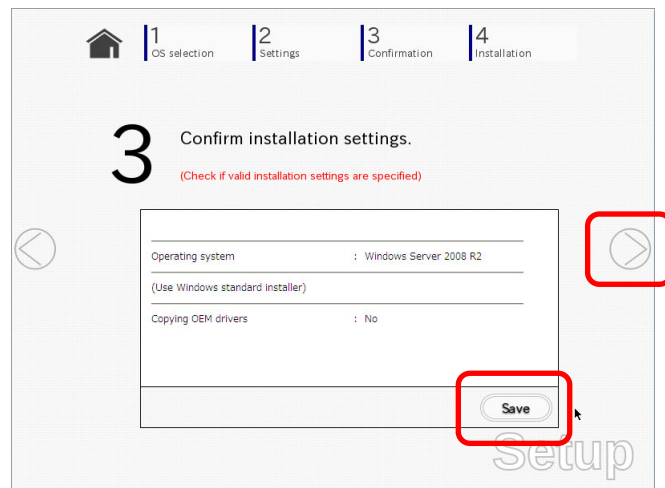 1
OS selection
2
Settings
3
Confirmation
4
Installation
3
Confirm installation settings.
(Check if valid installation settings are specified)
Operating system : Windows Server 2008 R2
(Use Windows standard installer)
Copying OEM drivers : No
Save
Setup